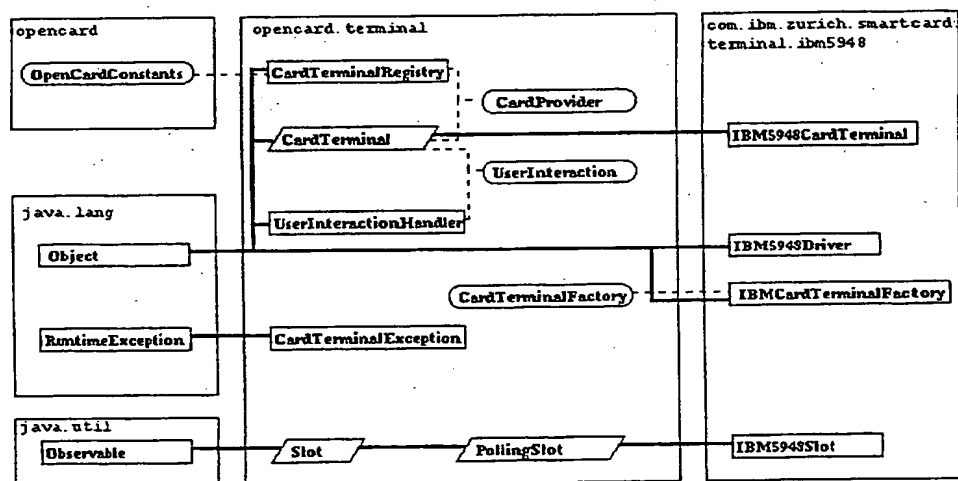 opencard
OpenCardConstants
java.lang
Object
RuntimeException
java.util
Observable
opencard.terminal
CardTerminalRegistry
CardProvider
CardTerminal
UserInteraction
UserInteractionHandler
CardTerminalFactory
CardTerminalException
Slot
PollingSlot
com.ibm.zurich.smartcard.
terminal.ibm5948
IBM5948CardTerminal
IBM5948Driver
IBMCardTerminalFactory
IBM5948Slot